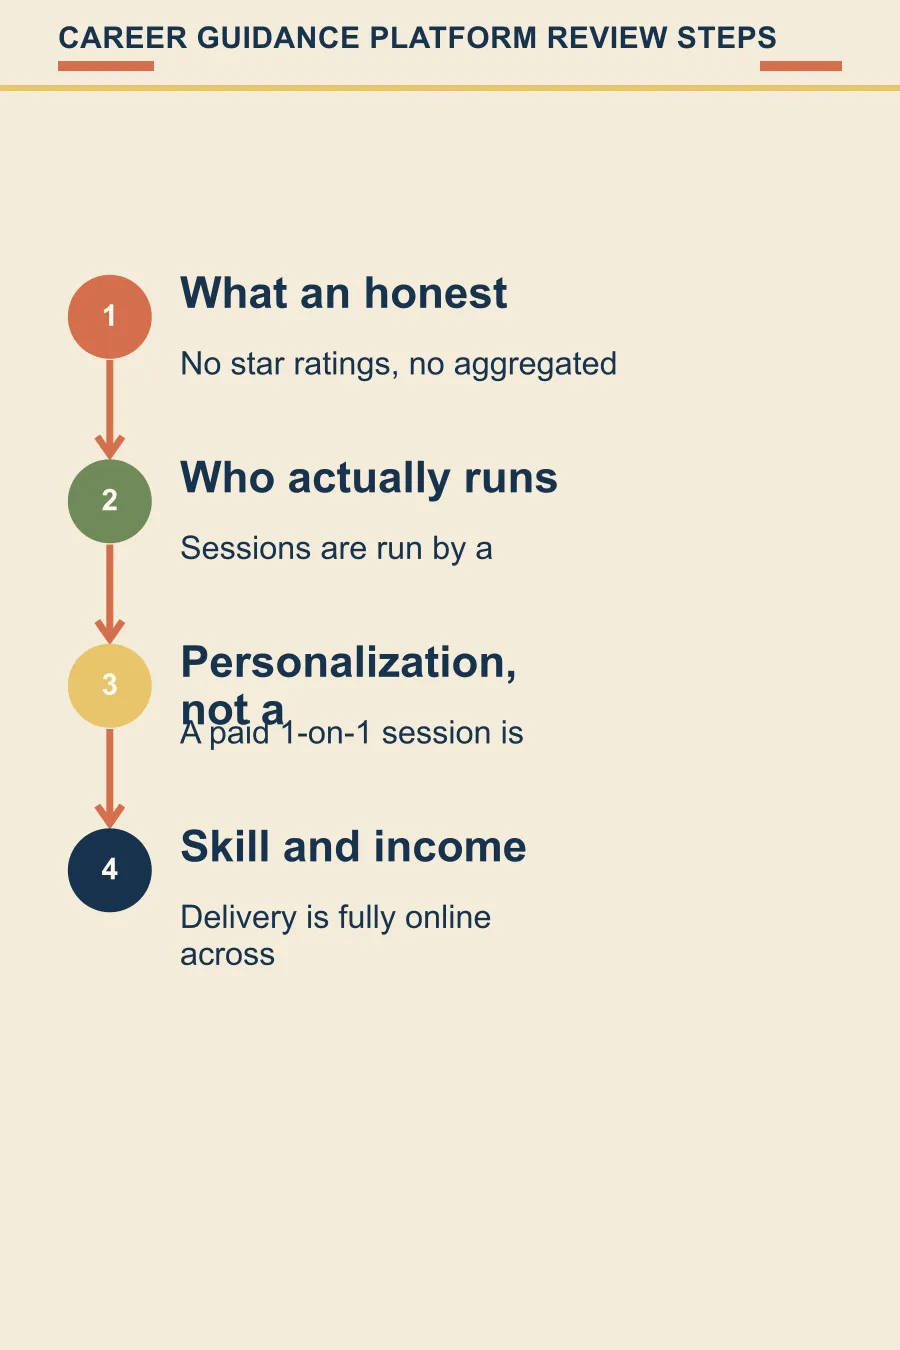 CAREER GUIDANCE PLATFORM REVIEW STEPS
1
What an honest
No star ratings, no aggregated
2
Who actually runs
Sessions are run by a
3
Personalization,
not a
A paid 1-on-1 session is
4
Skill and income
Delivery is fully online
across